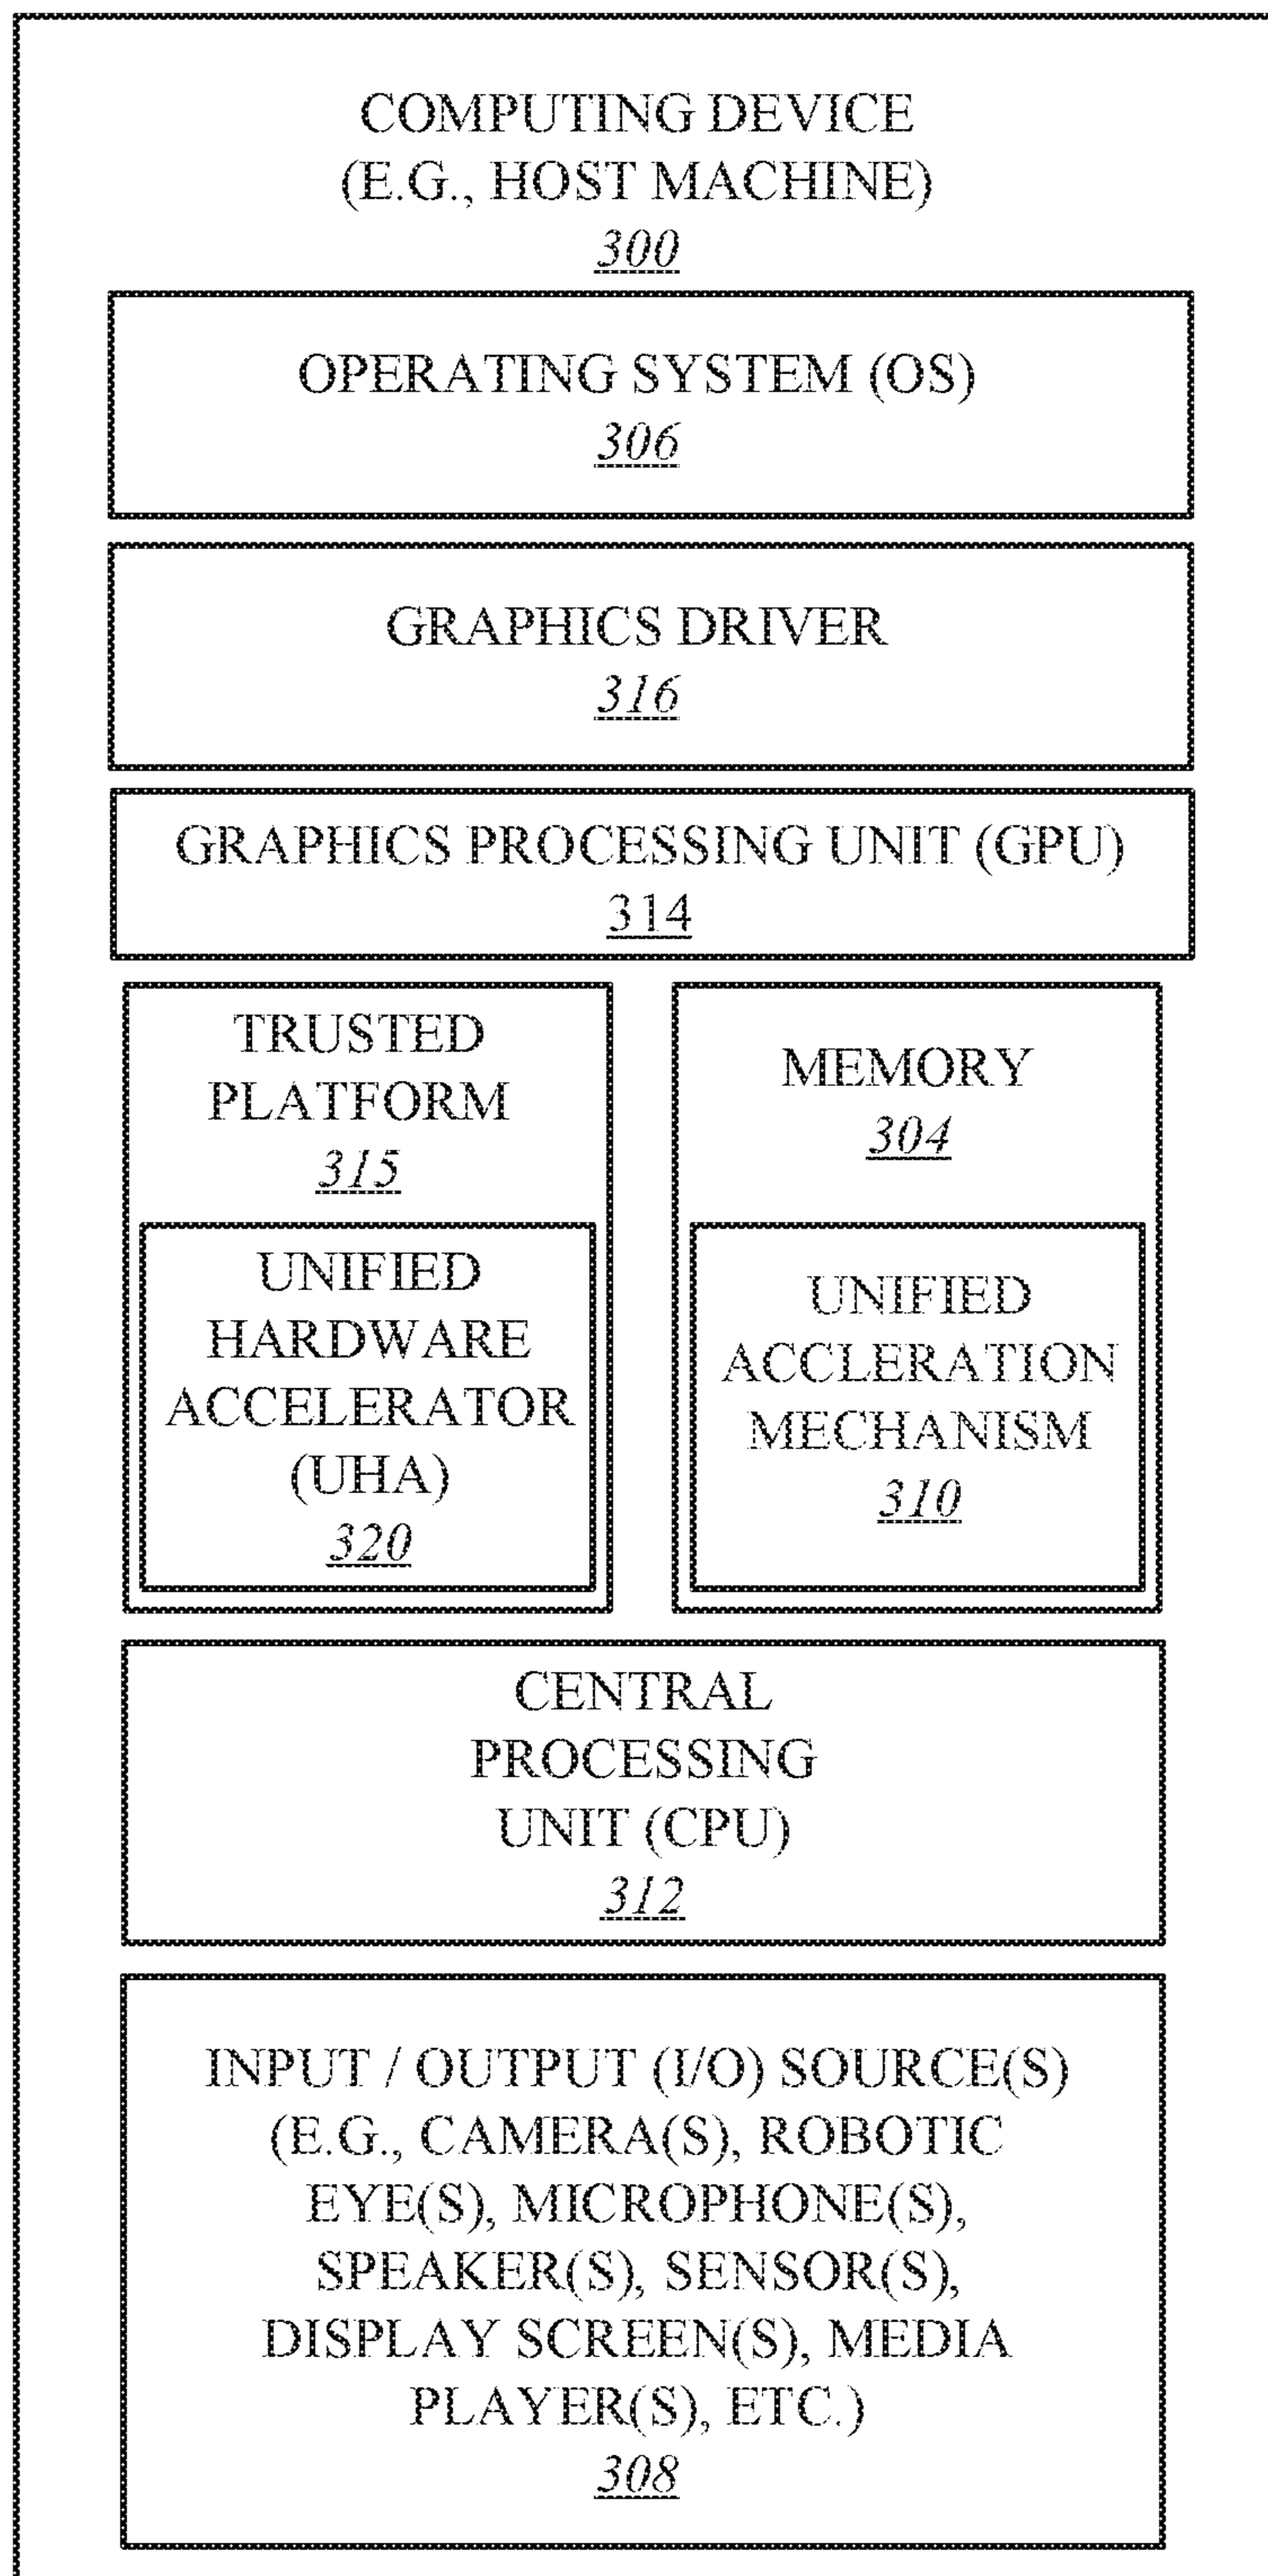 COMPUTING DEVICE
(E.G., HOST MACHINE)
300
OPERATING SYSTEM (OS)
306
GRAPHICS DRIVER
316
GRAPHICS PROCESSING UNIT (GPU)
314
TRUSTED
PLATFORM
315
UNIFIED
HARDWARE
ACCELERATOR
(UHA)
320
MEMORY
304
UNIFIED
ACCLERATION
MECHANISM
310
CENTRAL
PROCESSING
UNIT (CPU)
312
INPUT / OUTPUT (I/O) SOURCE(S)
(E.G., CAMERA(S), ROBOTIC
EYE(S), MICROPHONE(S),
SPEAKER(S), SENSOR(S),
DISPLAY SCREEN(S), MEDIA
PLAYER(S), ETC.)
308